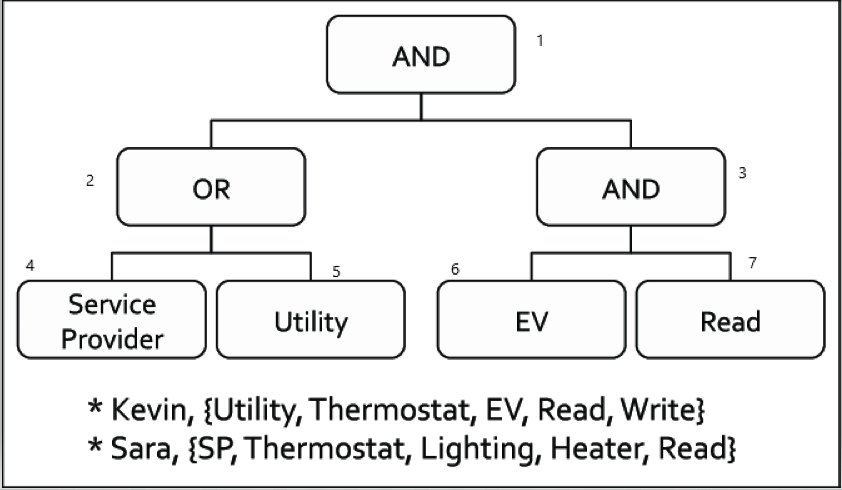 AND
1
2
OR
AND
3
4
Service
Provider
5
Utility
6
EV
7
Read
* Kevin, {Utility, Thermostat, EV, Read, Write}
* Sara, {SP, Thermostat, Lighting, Heater, Read}